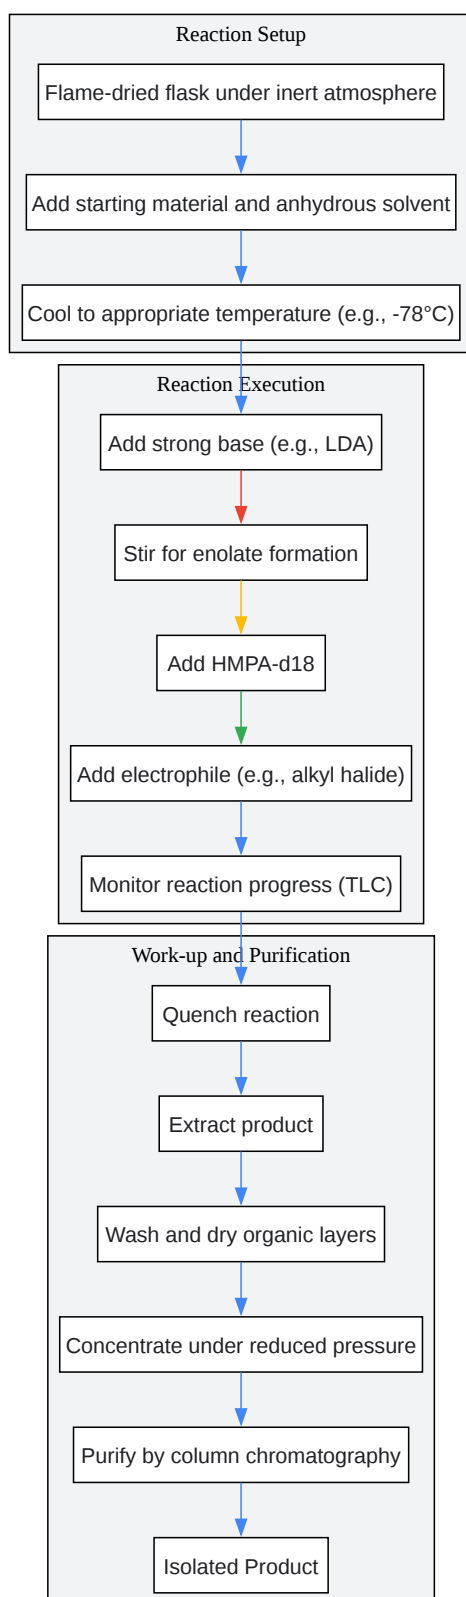 Reaction Setup
Flame-dried flask under inert atmosphere
Add starting material and anhydrous solvent
Cool to appropriate temperature (e.g., -78°C)
Reaction Execution
Add strong base (e.g., LDA)
Stir for enolate formation
Add HMPA-d18
Add electrophile (e.g., alkyl halide)
Monitor reaction progress (TLC)
Work-up and Purification
Quench reaction
Extract product
Wash and dry organic layers
Concentrate under reduced pressure
Purify by column chromatography
Isolated Product